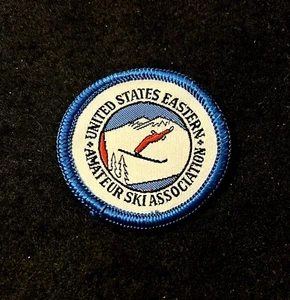 UNITED STATES EASTERN
AMATEUR SKI ASSOCIATION